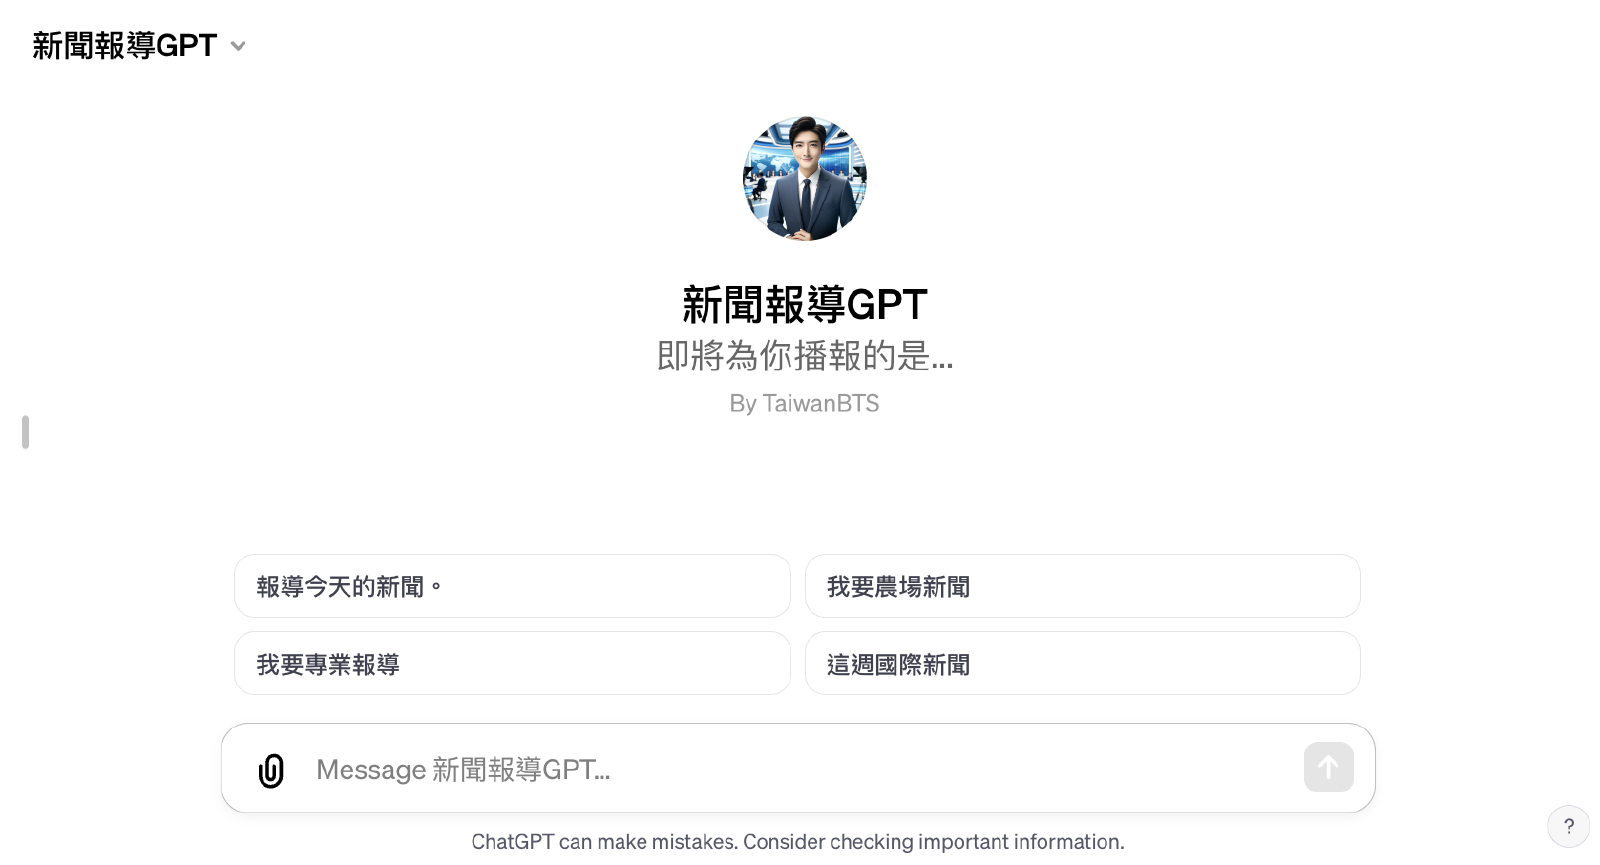 新聞報導GPT
新聞報導GPT
即將為你播報的是...
By TaiwanBTS
報導今天的新聞。
我要農場新聞
我要專業報導
這週國際新聞
Message 新聞報導GPT...
ChatGPT can make mistakes. Consider checking important information.
?